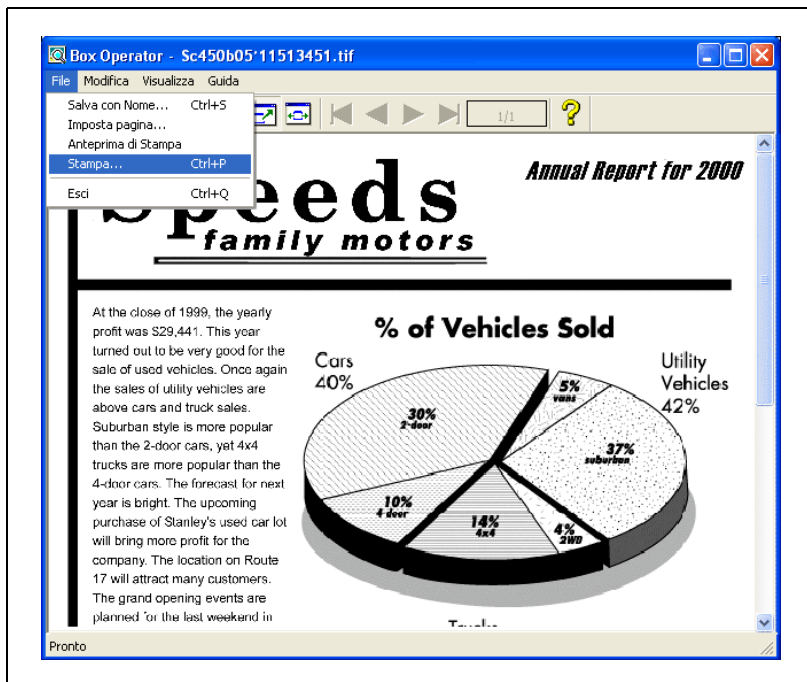 Box Operator - Sc450b05'11513451.tif
File Modifica Visualizza Guida
Salva con Nome... Ctrl+S
Imposta pagina...
Anteprima di Stampa
Stampa... Ctrl+P
Esci Ctrl+Q
1/1
Annual Report for 2000
Speeds
family motors
At the close of 1999, the yearly
profit was $29,441. This year
turned out to be very good for the
sale of used vehicles. Once again
the sales of utility vehicles are
above cars and truck sales.
Suburban style is more popular
than the 2-door cars, yet 4x4
trucks are more popular than the
4-door cars. The forecast for next
year is bright. The upcoming
purchase of Stanley's used car lot
will bring more profit for the
company. The location on Route
17 will attract many customers.
The grand opening events are
planned for the last weekend in
% of Vehicles Sold
Cars
40%
Utility
Vehicles
42%
5%
vans
30%
2-door
37%
suburban
10%
4 door
14%
4x4
4%
2WD
Trucks
Pronto